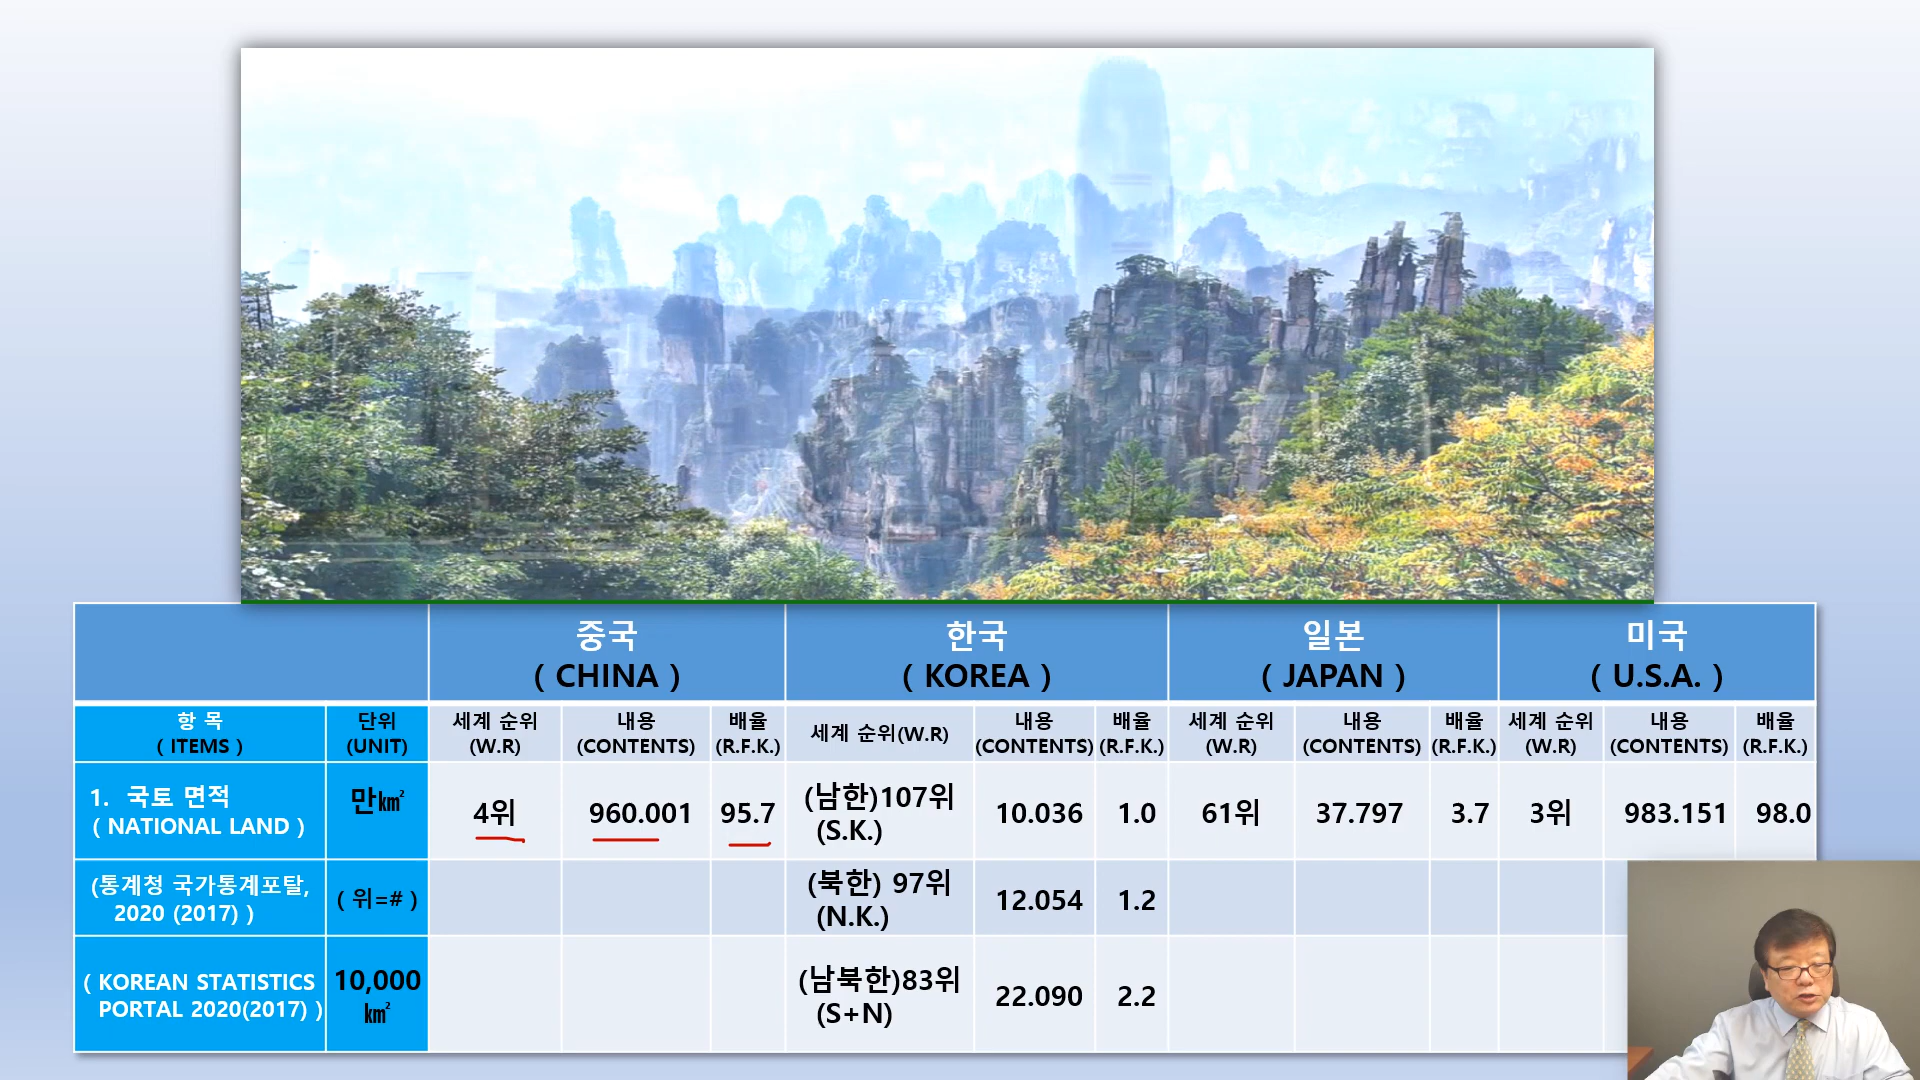 중국
( CHINA )
한국
( KOREA )
일본
( JAPAN )
미국
( U.S.A. )
항 목
( ITEMS )
단위
(UNIT)
세계 순위
(W.R)
내용
(CONTENTS)
배율
(R.F.K.)
세계 순위(W.R)
내용
(CONTENTS)
배율
(R.F.K.)
세계 순위
(W.R)
내용
(CONTENTS)
배율
(R.F.K.)
세계 순위
(W.R)
내용
(CONTENTS)
배율
(R.F.K.)
1. 국토 면적
( NATIONAL LAND )
만㎢
4위
960.001
95.7
(남한)107위
(S.K.)
10.036
1.0
61위
37.797
3.7
3위
983.151
98.0
(통계청 국가통계포탈,
2020 (2017) )
( 위=# )
(북한) 97위
(N.K.)
12.054
1.2
( KOREAN STATISTICS
PORTAL 2020(2017) )
10,000
㎢
(남북한)83위
(S+N)
22.090
2.2